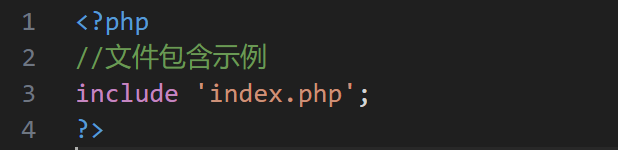 1 <?php
2 //文件包含示例
3 include 'index.php';
4 ?>